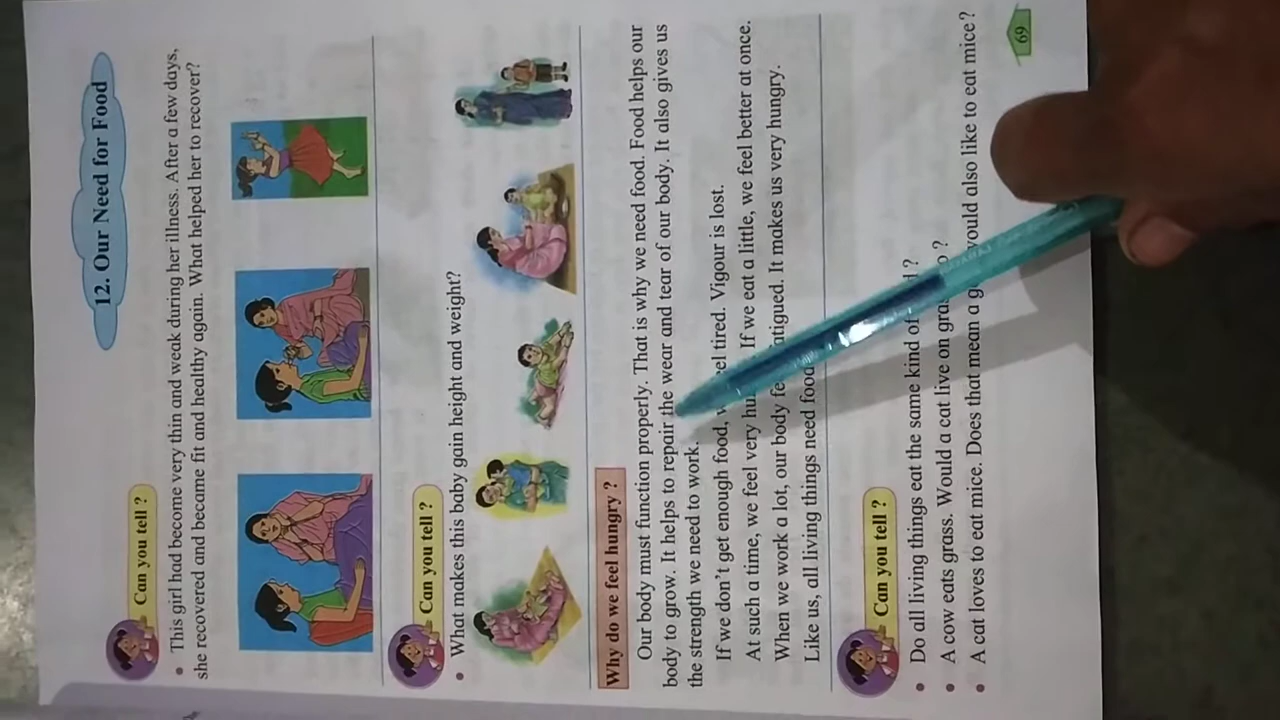 12. Our Need for Food
Can you tell ?
• This girl had become very thin and weak during her illness. After a few days,
she recovered and became fit and healthy again. What helped her to recover?
Can you tell ?
• What makes this baby gain height and weight?
Why do we feel hungry ?
Our body must function properly. That is why we need food. Food helps our
body to grow. It helps to repair the wear and tear of our body. It also gives us
the strength we need to work.
If we don't get enough food, tired. Vigour is lost.
At such a time, we feel very If we eat a little, we feel better at once.
When we work a lot, our body It makes us very hungry.
Like us, all living things need
Can you tell ?
• Do all living things eat the same kind of ?
• A cow eats grass. Would a cat live on ?
• A cat loves to eat mice. Does that mean a would also like to eat mice ?
69